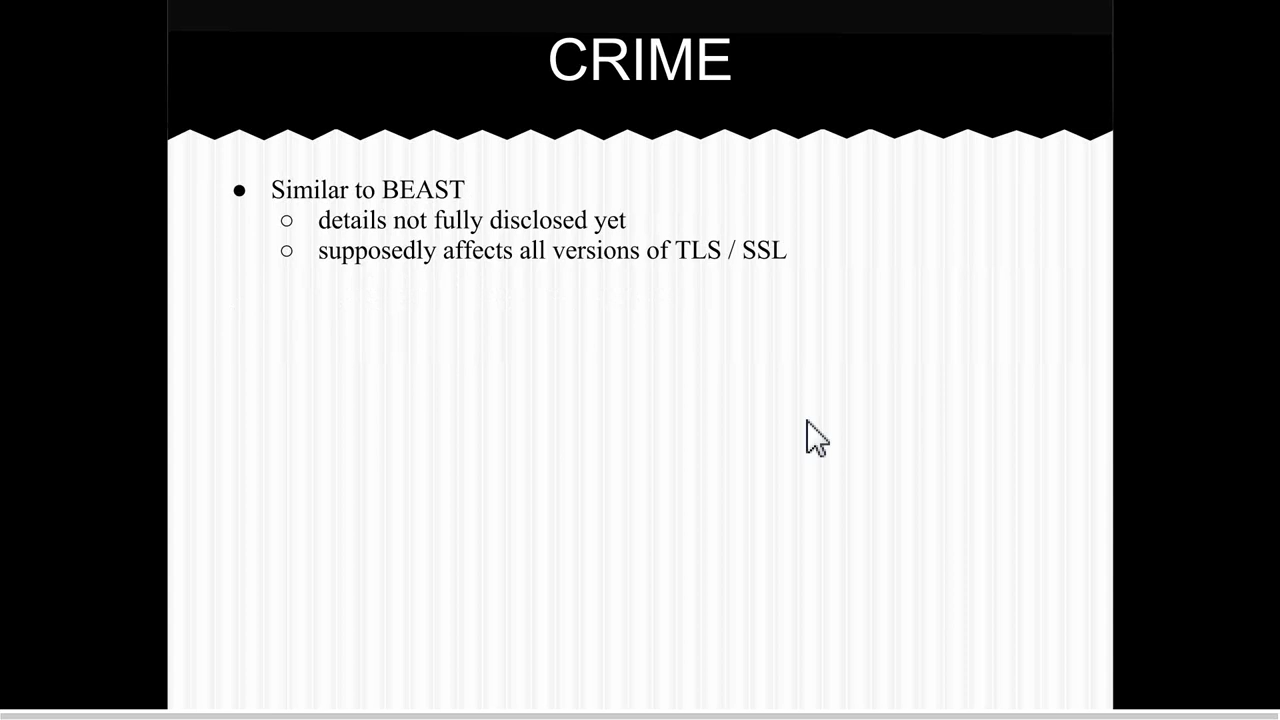 CRIME
● Similar to BEAST
○ details not fully disclosed yet
○ supposedly affects all versions of TLS / SSL